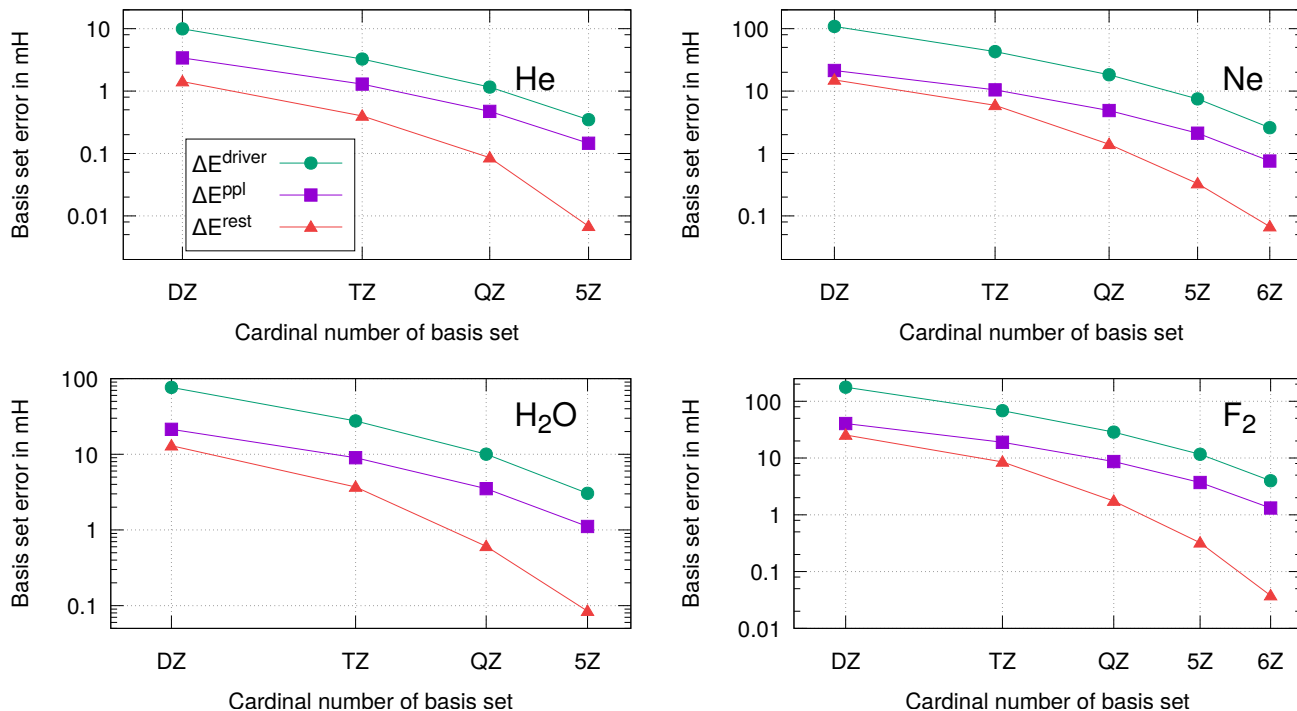 Basis set error in mH
10
1
0.1
0.01
He
ΔE^driver
ΔE^ppl
ΔE^rest
DZ TZ QZ 5Z
Cardinal number of basis set
Basis set error in mH
100
10
1
0.1
Ne
DZ TZ QZ 5Z 6Z
Cardinal number of basis set
Basis set error in mH
100
10
1
0.1
H₂O
DZ TZ QZ 5Z
Cardinal number of basis set
Basis set error in mH
100
10
1
0.1
0.01
F₂
DZ TZ QZ 5Z 6Z
Cardinal number of basis set